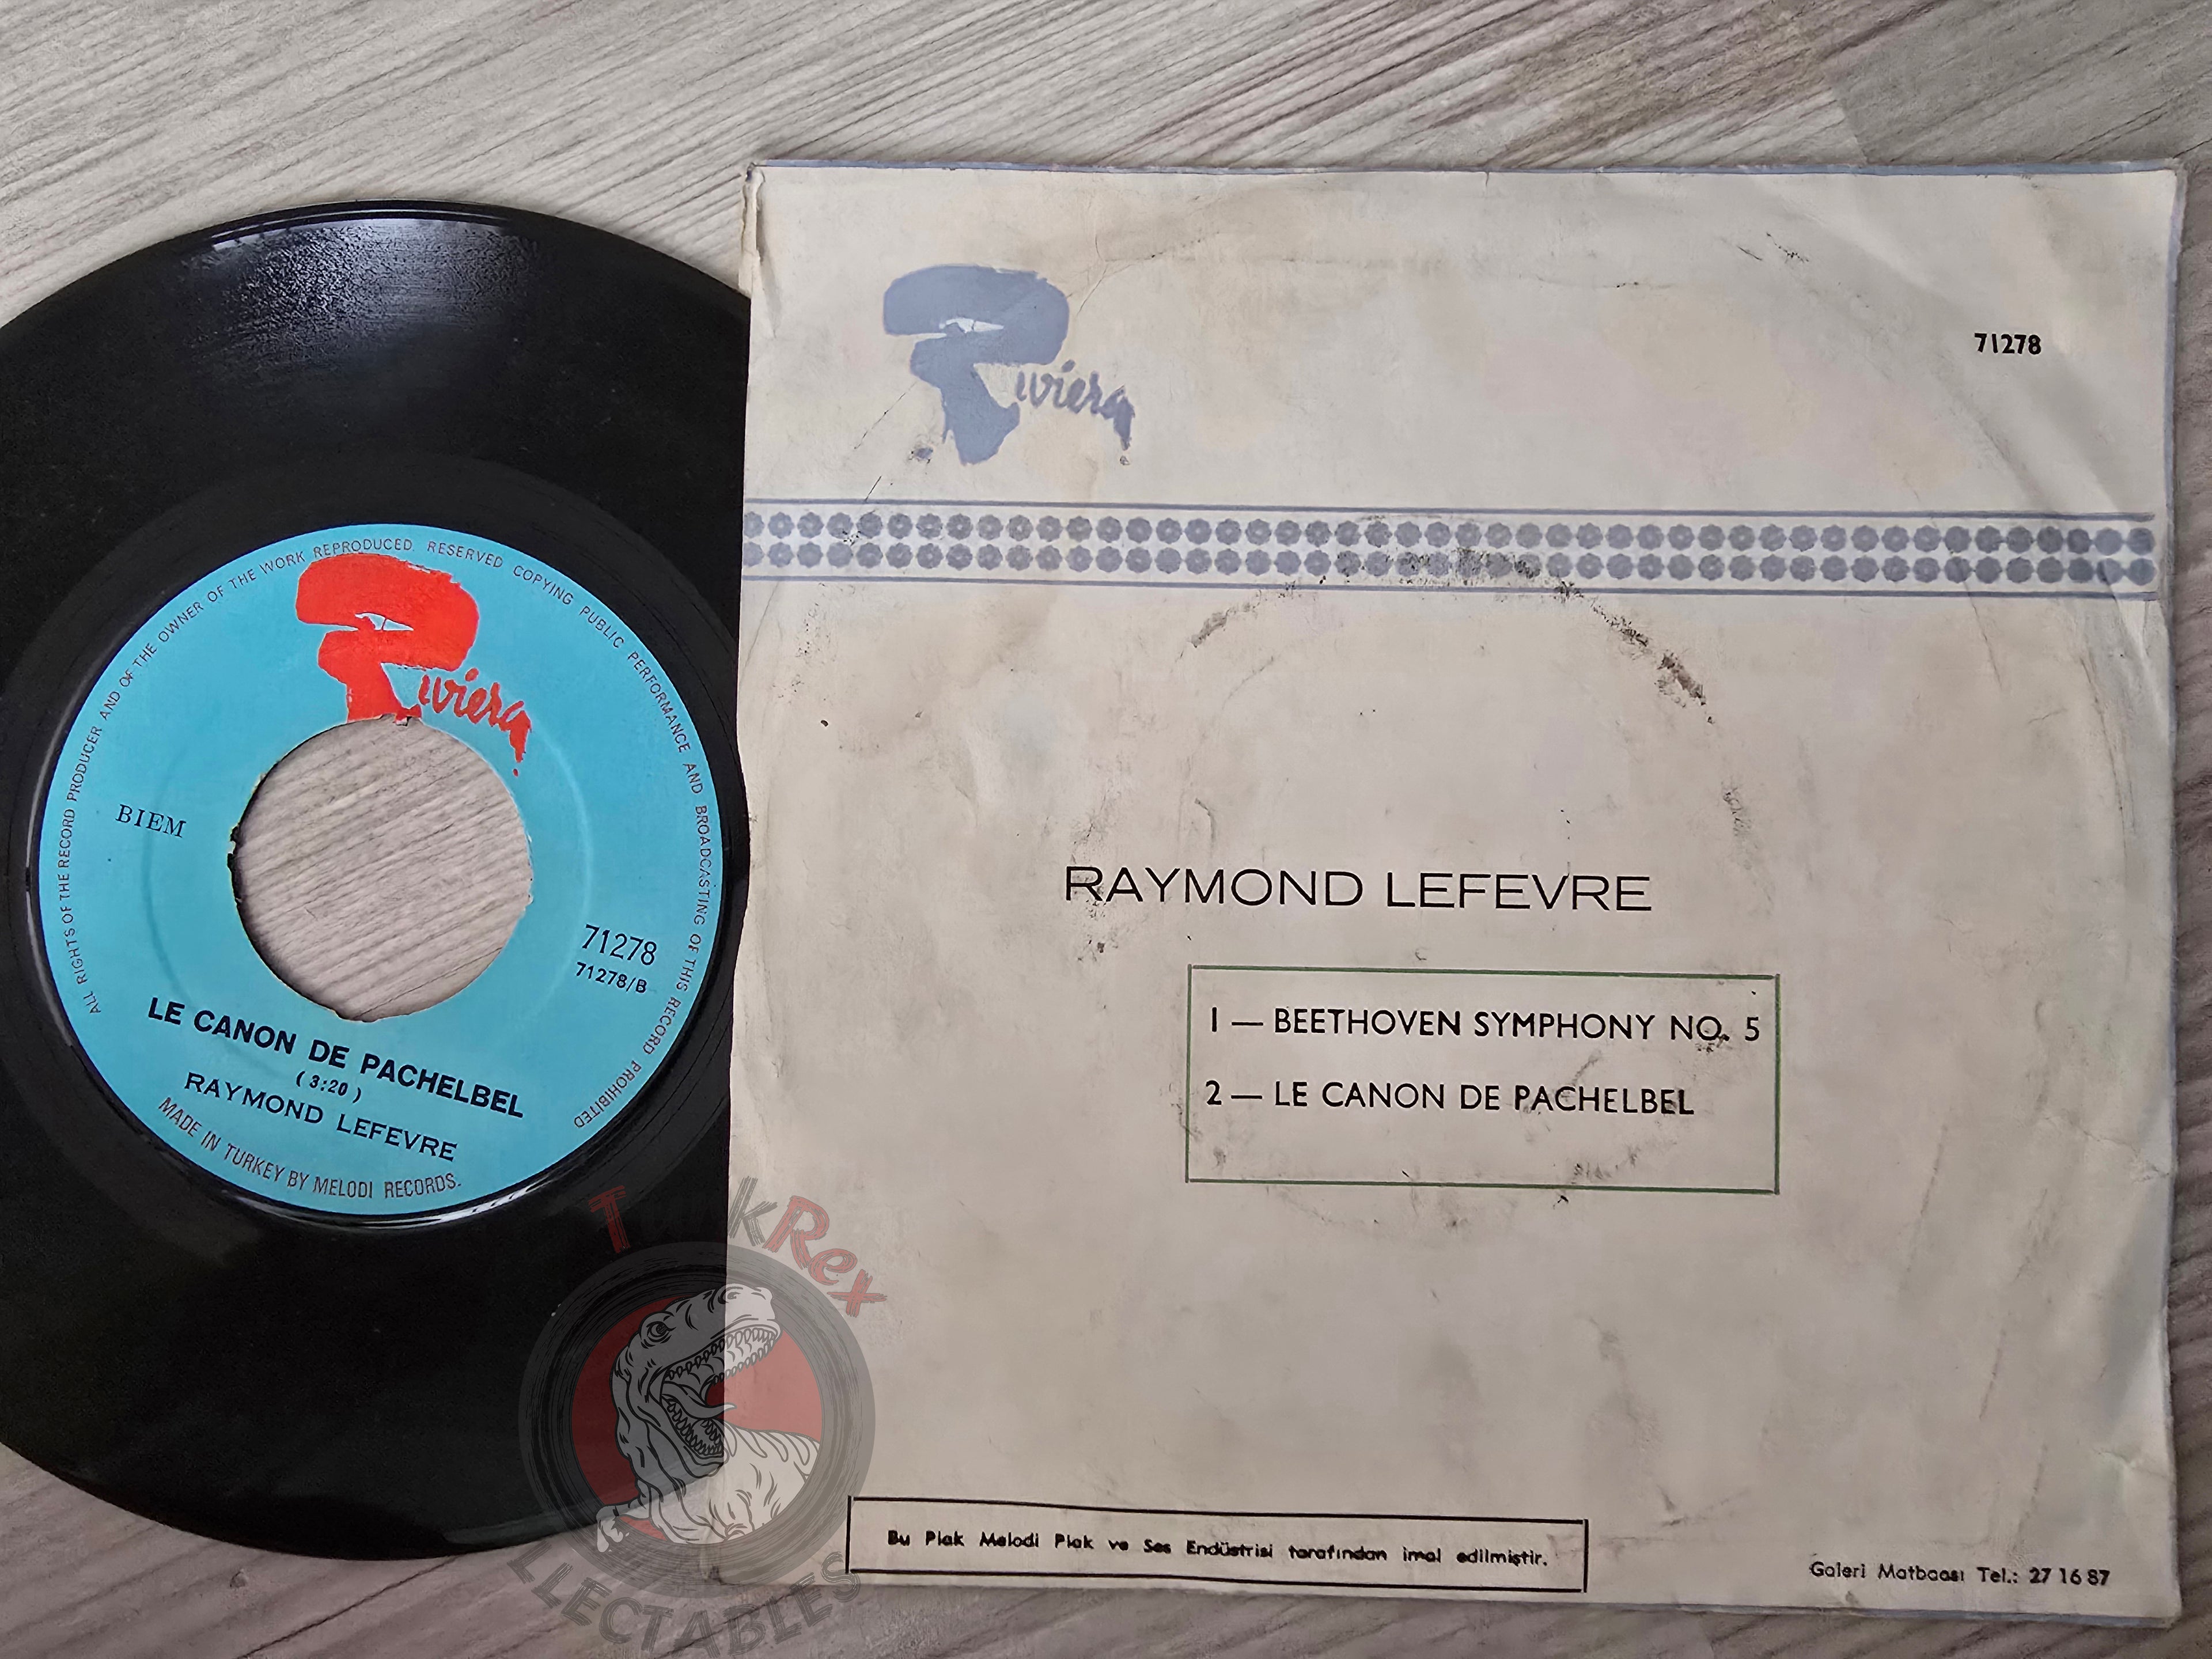 ALL RIGHTS OF THE RECORD PRODUCER AND OF THE OWNER OF THE WORK REPRODUCED. RESERVED COPYING PUBLIC PERFORMANCE AND BROADCASTING OF THIS RECORD PROHIBITED
Riviera
BIEM
71278
71278/B
LE CANON DE PACHELBEL
(3:20)
RAYMOND LEFEVRE
MADE IN TURKEY BY MELODI RECORDS.
Riviera
71278
RAYMOND LEFEVRE
1 — BEETHOVEN SYMPHONY NO. 5
2 — LE CANON DE PACHELBEL
Bu Plak Melodi Plak ve Ses Endüstrisi tarafından imal edilmiştir.
Galeri Matbaası Tel.: 27 16 87